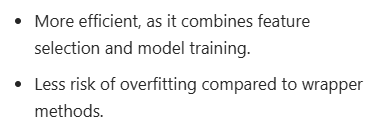 • More efficient, as it combines feature
selection and model training.
• Less risk of overfitting compared to wrapper
methods.